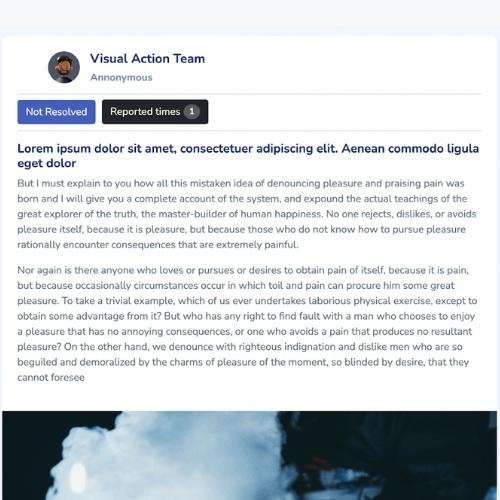 Visual Action Team
Annonymous
Not Resolved
Reported times 1
Lorem ipsum dolor sit amet, consectetuer adipiscing elit. Aenean commodo ligula
eget dolor
But I must explain to you how all this mistaken idea of denouncing pleasure and praising pain was
born and I will give you a complete account of the system, and expound the actual teachings of the
great explorer of the truth, the master-builder of human happiness. No one rejects, dislikes, or avoids
pleasure itself, because it is pleasure, but because those who do not know how to pursue pleasure
rationally encounter consequences that are extremely painful.
Nor again is there anyone who loves or pursues or desires to obtain pain of itself, because it is pain,
but because occasionally circumstances occur in which toil and pain can procure him some great
pleasure. To take a trivial example, which of us ever undertakes laborious physical exercise, except to
obtain some advantage from it? But who has any right to find fault with a man who chooses to enjoy
a pleasure that has no annoying consequences, or one who avoids a pain that produces no resultant
pleasure? On the other hand, we denounce with righteous indignation and dislike men who are so
beguiled and demoralized by the charms of pleasure of the moment, so blinded by desire, that they
cannot foresee